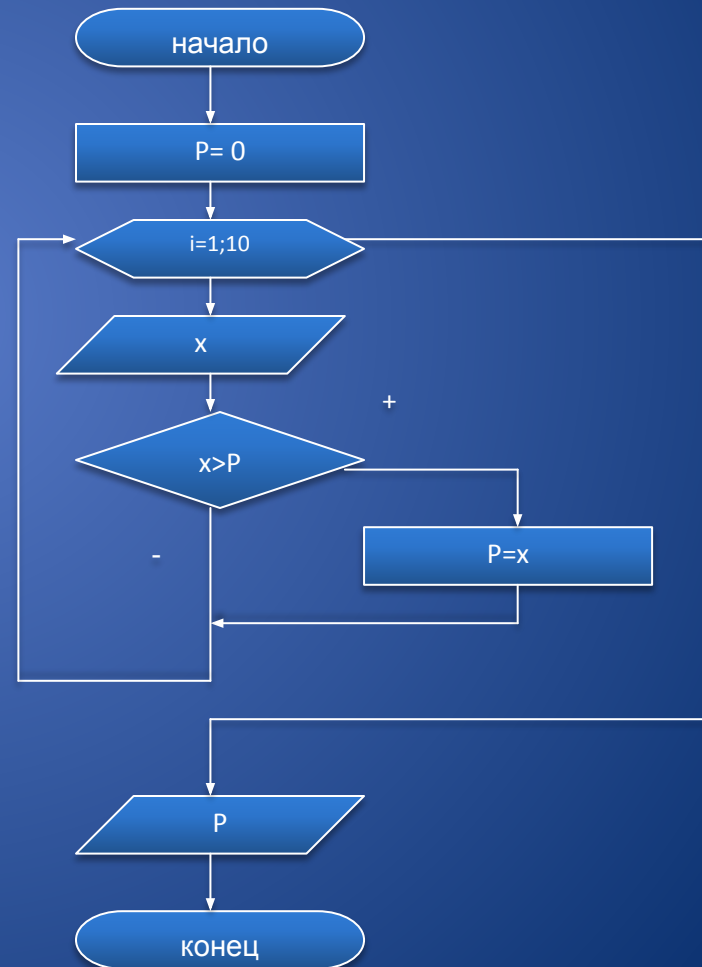 начало
P= 0
i=1;10
x
+
x>P
-
P=x
P
конец